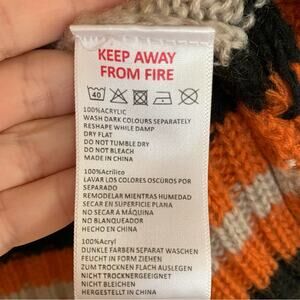 KEEP AWAY
FROM FIRE
40
100%ACRYLIC
WASH DARK COLOURS SEPARATELY
RESHAPE WHILE DAMP
DRY FLAT
DO NOT TUMBLE DRY
DO NOT BLEACH
MADE IN CHINA
100%Acrílico
LAVAR LOS COLORES OSCUROS POR
SEPARADO
REMODELAR MIENTRAS HUMEDAD
SECAR EN SUPERFICIE PLANA
NO SECAR A MÁQUINA
NO BLANQUEADOR
HECHO EN CHINA
100%Acryl
DUNKLE FARBEN SEPARAT WASCHEN
FEUCHT IN FORM ZIEHEN
ZUM TROCKNEN FLACH AUSLEGEN
NICHT TROCKNERGEEIGNET
NICHT BLEICHEN
HERGESTELLT IN CHINA